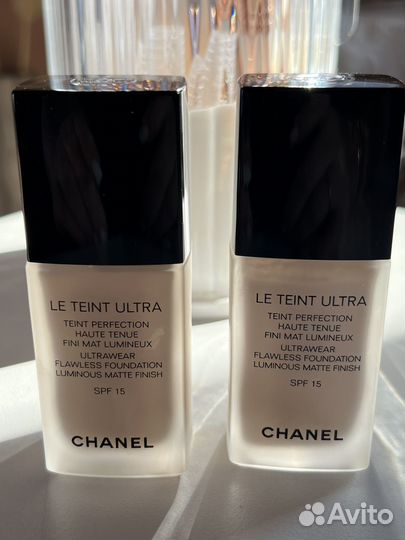 LE TEINT ULTRA
TEINT PERFECTION
HAUTE TENUE
FINI MAT LUMINEUX
ULTRAWEAR
FLAWLESS FOUNDATION
LUMINOUS MATTE FINISH
SPF 15
CHANEL
LE TEINT ULTRA
TEINT PERFECTION
HAUTE TENUE
FINI MAT LUMINEUX
ULTRAWEAR
FLAWLESS FOUNDATION
LUMINOUS MATTE FINISH
SPF 15
CHANEL
Avito